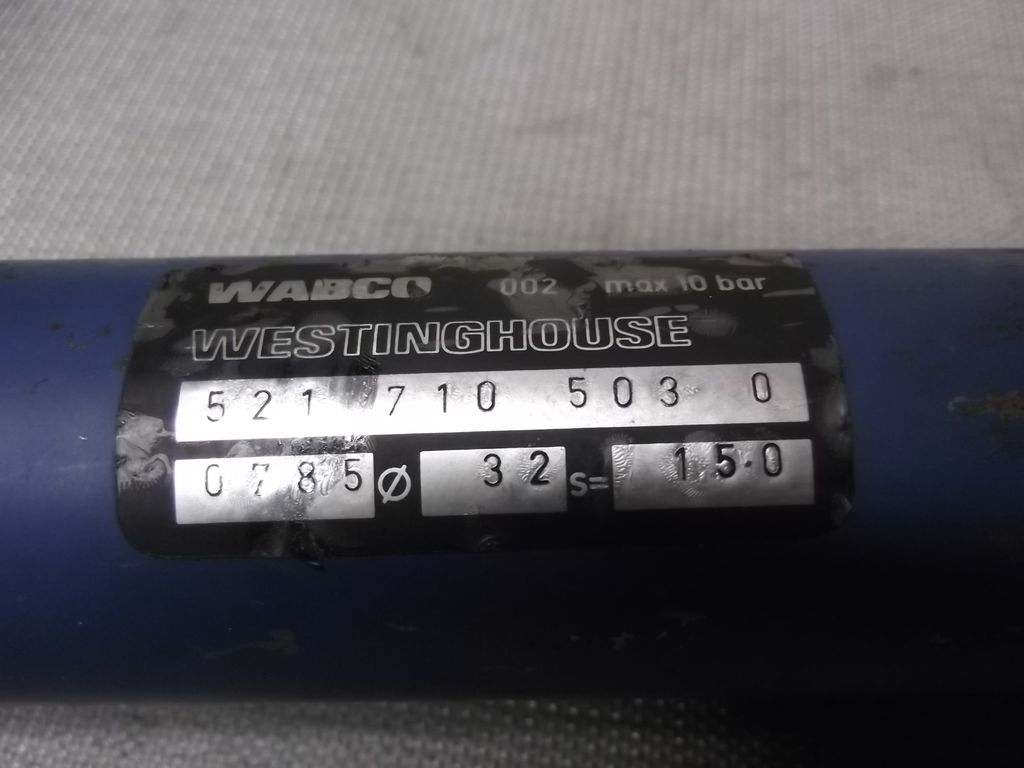 WABCO 002 max 10 bar
WESTINGHOUSE
521 710 503 0
0785 Ø 32 s= 150